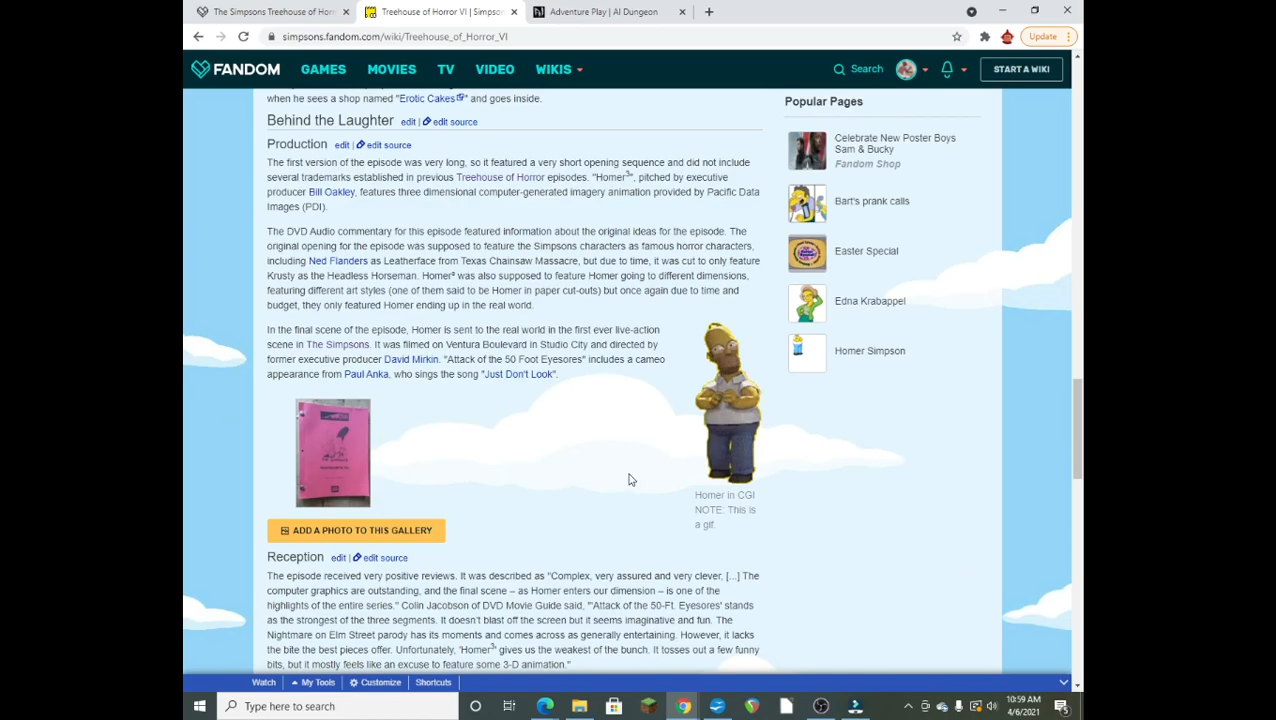 The Simpsons Treehouse of Horr
Treehouse of Horror VI | Simpso
Adventure Play | AI Dungeon
simpsons.fandom.com/wiki/Treehouse_of_Horror_VI
Update
FANDOM
GAMES
MOVIES
TV
VIDEO
WIKIS
Search
START A WIKI
when he sees a shop named "Erotic Cakes" and goes inside.
Behind the Laughter edit | edit source
Production edit | edit source
The first version of the episode was very long, so it featured a very short opening sequence and did not include
several trademarks established in previous Treehouse of Horror episodes. "Homer³", pitched by executive
producer Bill Oakley, features three dimensional computer-generated imagery animation provided by Pacific Data
Images (PDI).
The DVD Audio commentary for this episode featured information about the original ideas for the episode. The
original opening for the episode was supposed to feature the Simpsons characters as famous horror characters,
including Ned Flanders as Leatherface from Texas Chainsaw Massacre, but due to time, it was cut to only feature
Krusty as the Headless Horseman. Homer³ was also supposed to feature Homer going to different dimensions,
featuring different art styles (one of them said to be Homer in paper cut-outs) but once again due to time and
budget, they only featured Homer ending up in the real world.
In the final scene of the episode, Homer is sent to the real world in the first ever live-action
scene in The Simpsons. It was filmed on Ventura Boulevard in Studio City and directed by
former executive producer David Mirkin. "Attack of the 50 Foot Eyesores" includes a cameo
appearance from Paul Anka, who sings the song "Just Don't Look".
Homer in CGI
NOTE: This is
a gif.
ADD A PHOTO TO THIS GALLERY
Reception edit | edit source
The episode received very positive reviews. It was described as "Complex, very assured and very clever, [...] The
computer graphics are outstanding, and the final scene – as Homer enters our dimension – is one of the
highlights of the entire series." Colin Jacobson of DVD Movie Guide said, "'Attack of the 50-Ft. Eyesores' stands
as the strongest of the three segments. It doesn't blast off the screen but it seems imaginative and fun. The
Nightmare on Elm Street parody has its moments and comes across as generally entertaining. However, it lacks
the bite the best pieces offer. Unfortunately, 'Homer³' gives us the weakest of the bunch. It tosses out a few funny
bits, but it mostly feels like an excuse to feature some 3-D animation."
Popular Pages
Celebrate New Poster Boys
Sam & Bucky
Fandom Shop
Bart's prank calls
Easter Special
Edna Krabappel
Homer Simpson
Watch
My Tools
Customize
Shortcuts
Type here to search
10:59 AM
4/6/2021
5